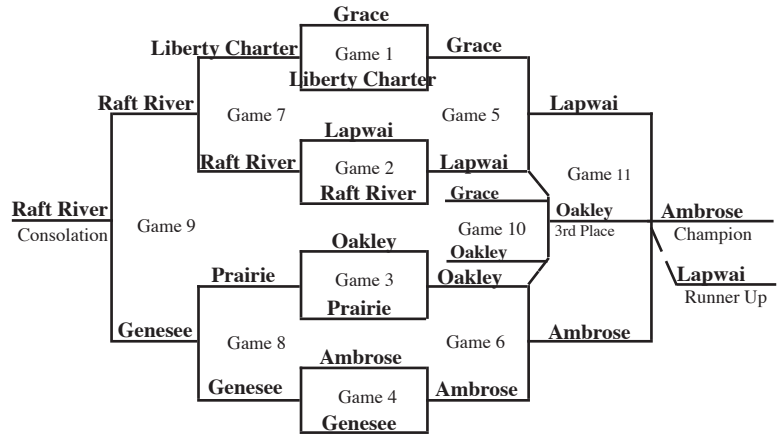 Grace
Liberty Charter
Game 1
Grace
Liberty Charter
Raft River
Game 7
Game 5
Lapwai
Lapwai
Raft River
Game 2
Lapwai
Game 11
Raft River
Grace
Raft River
Oakley
Ambrose
Consolation
Game 9
Game 10
3rd Place
Champion
Oakley
Oakley
Prairie
Game 3
Oakley
Lapwai
Runner Up
Prairie
Genesee
Game 8
Game 6
Ambrose
Ambrose
Genesee
Game 4
Ambrose
Genesee